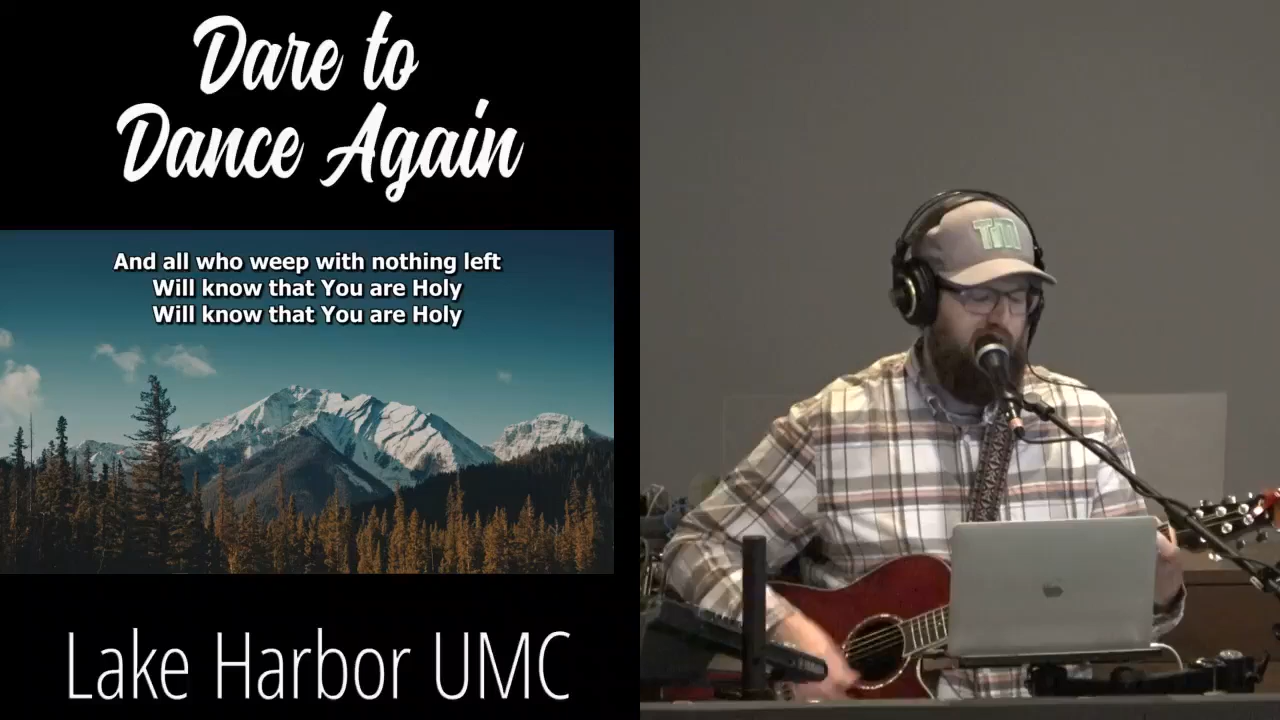 Dare to
Dance Again
And all who weep with nothing left
Will know that You are Holy
Will know that You are Holy
Lake Harbor UMC